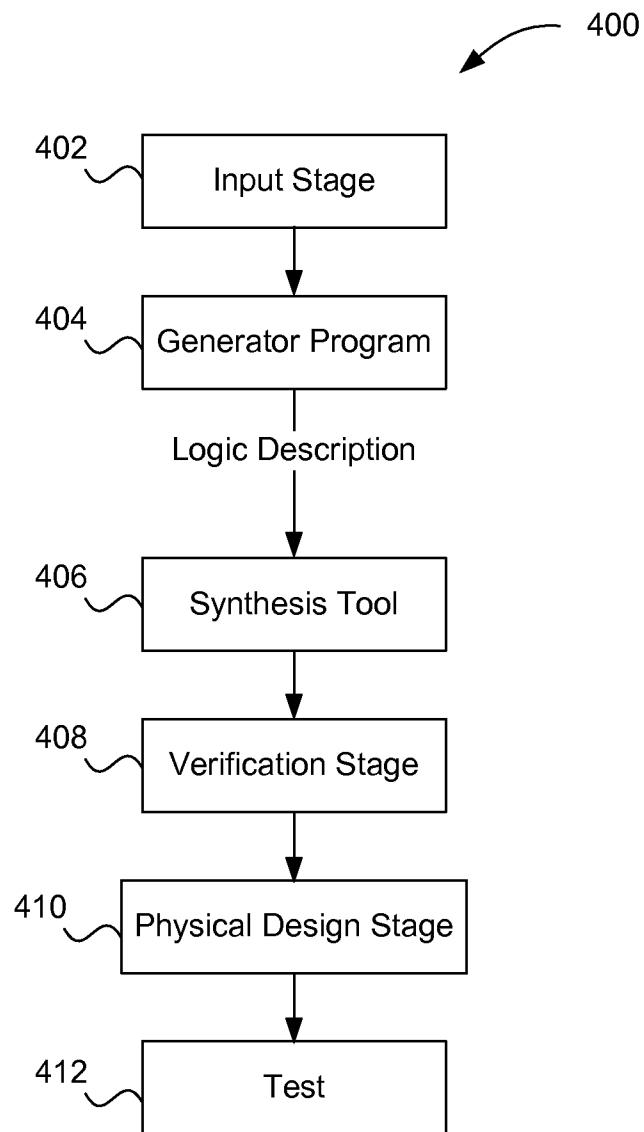 400
402
Input Stage
404
Generator Program
Logic Description
406
Synthesis Tool
408
Verification Stage
410
Physical Design Stage
412
Test